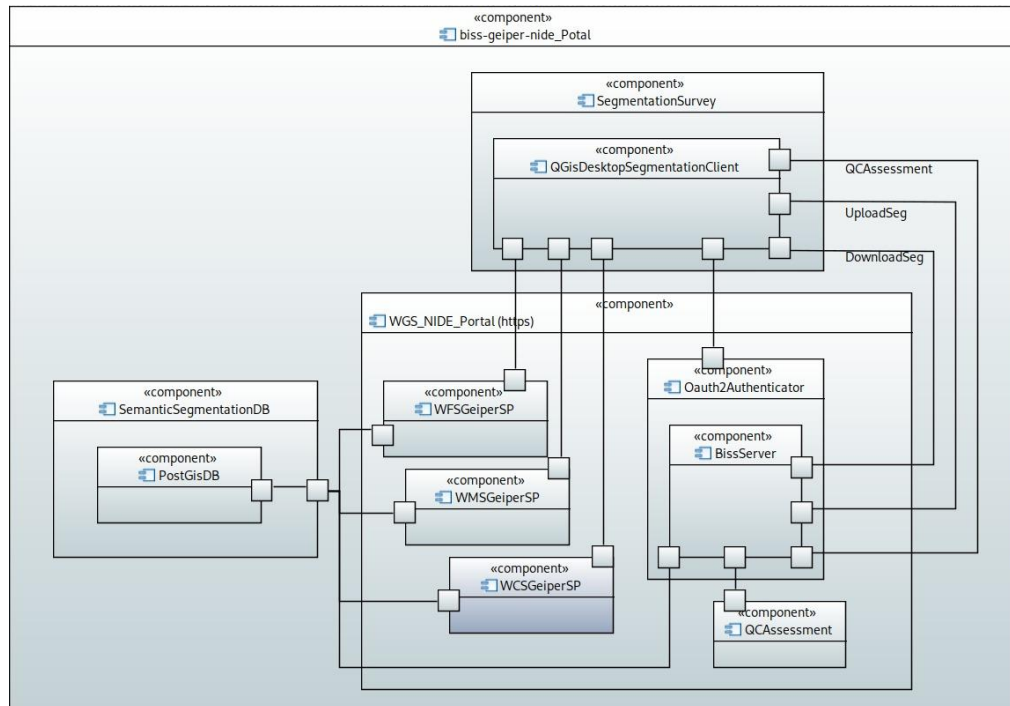 «component»
biss-geiper-nide_Potal
«component»
SegmentationSurvey
«component»
QGisDesktopSegmentationClient
QCAssessment
UploadSeg
DownloadSeg
«component»
WGS_NIDE_Portal (https)
«component»
SemanticSegmentationDB
«component»
PostGisDB
«component»
WFSGeiperSP
«component»
WMSGeiperSP
«component»
WCSGeiperSP
«component»
Oauth2Authenticator
«component»
BissServer
«component»
QCAssessment